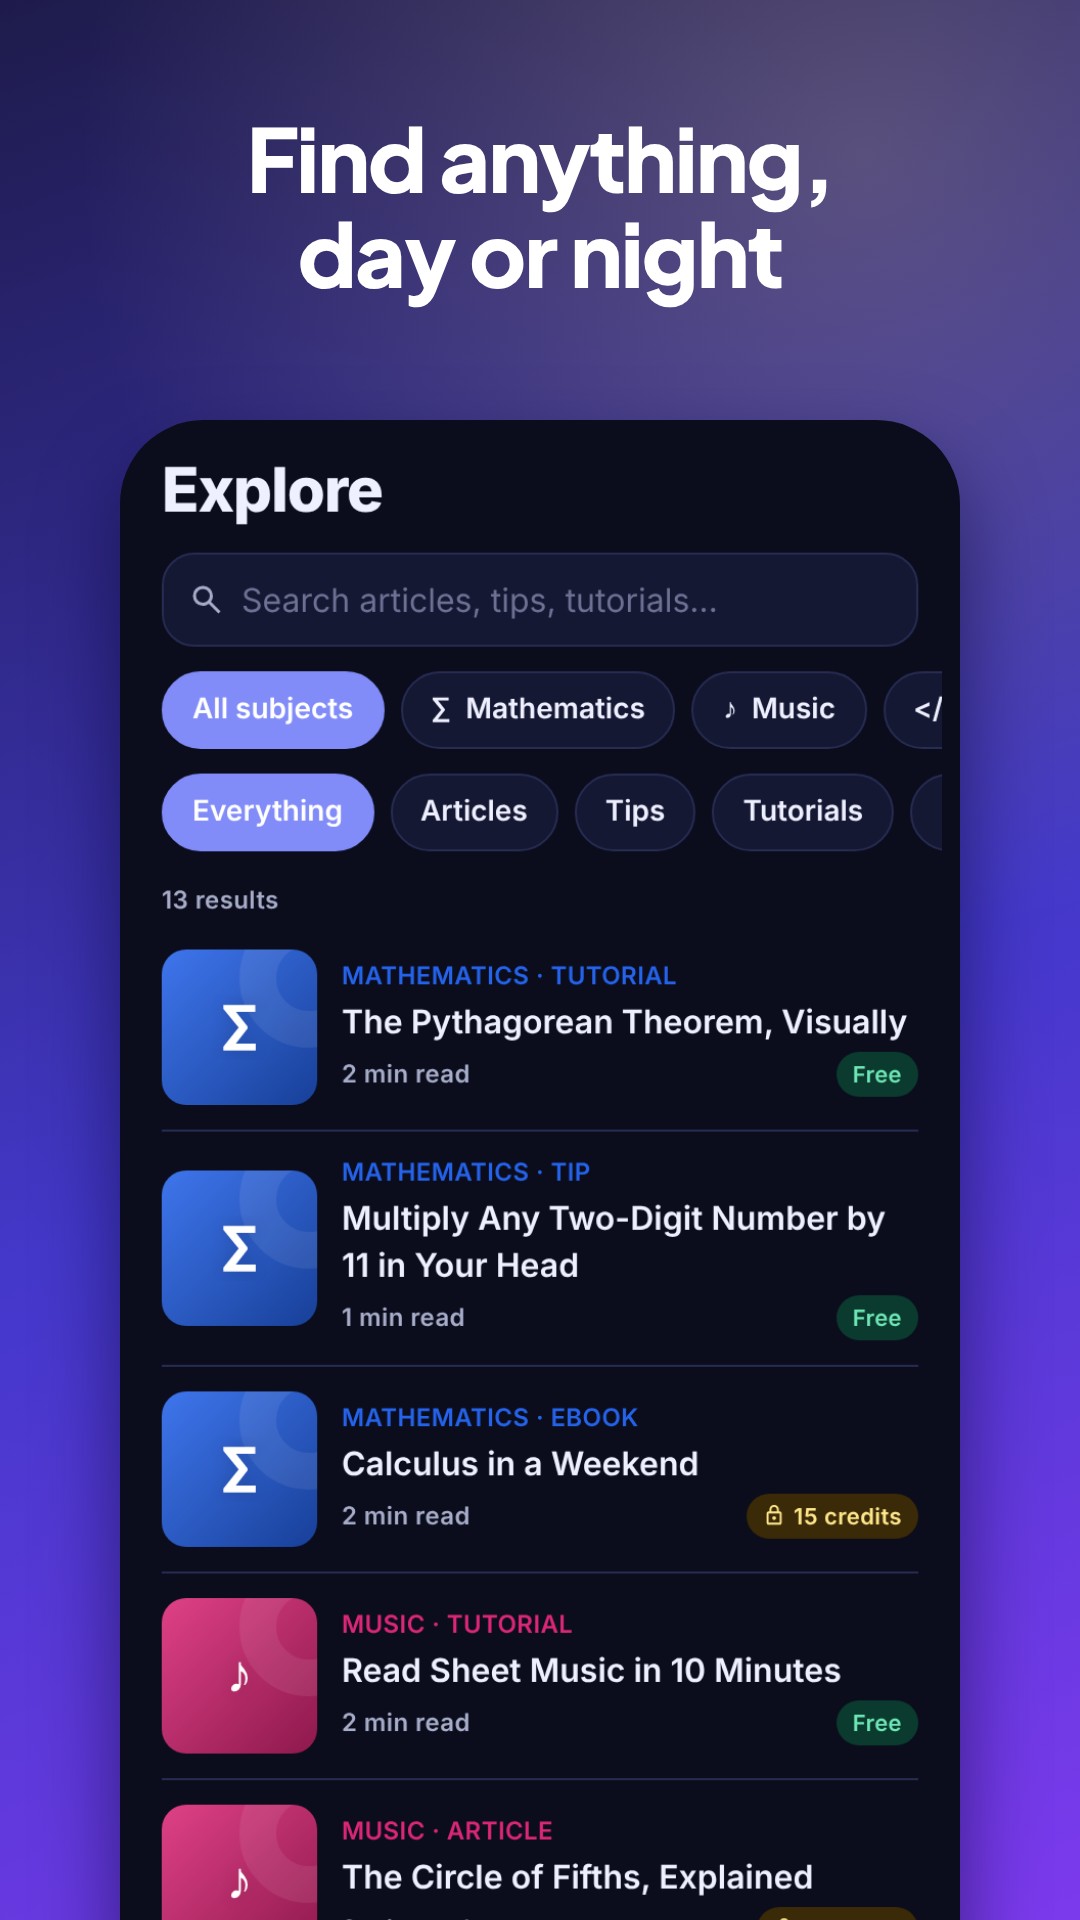 Find anything,
day or night
Explore
Search articles, tips, tutorials...
All subjects
Σ Mathematics
♪ Music
</
Everything
Articles
Tips
Tutorials
13 results
Σ
MATHEMATICS · TUTORIAL
The Pythagorean Theorem, Visually
2 min read
Free
Σ
MATHEMATICS · TIP
Multiply Any Two-Digit Number by
11 in Your Head
1 min read
Free
Σ
MATHEMATICS · EBOOK
Calculus in a Weekend
2 min read
15 credits
♪
MUSIC · TUTORIAL
Read Sheet Music in 10 Minutes
2 min read
Free
♪
MUSIC · ARTICLE
The Circle of Fifths, Explained